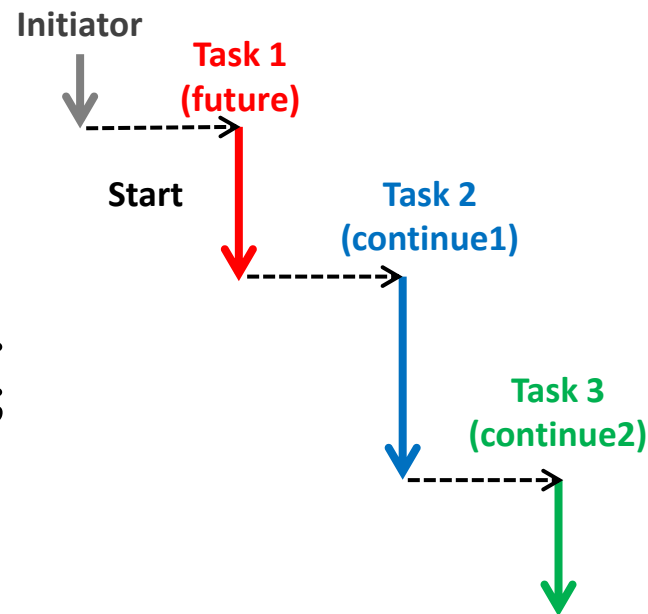 Initiator
Task 1
(future)
Start
Task 2
(continue1)
Task 3
(continue2)